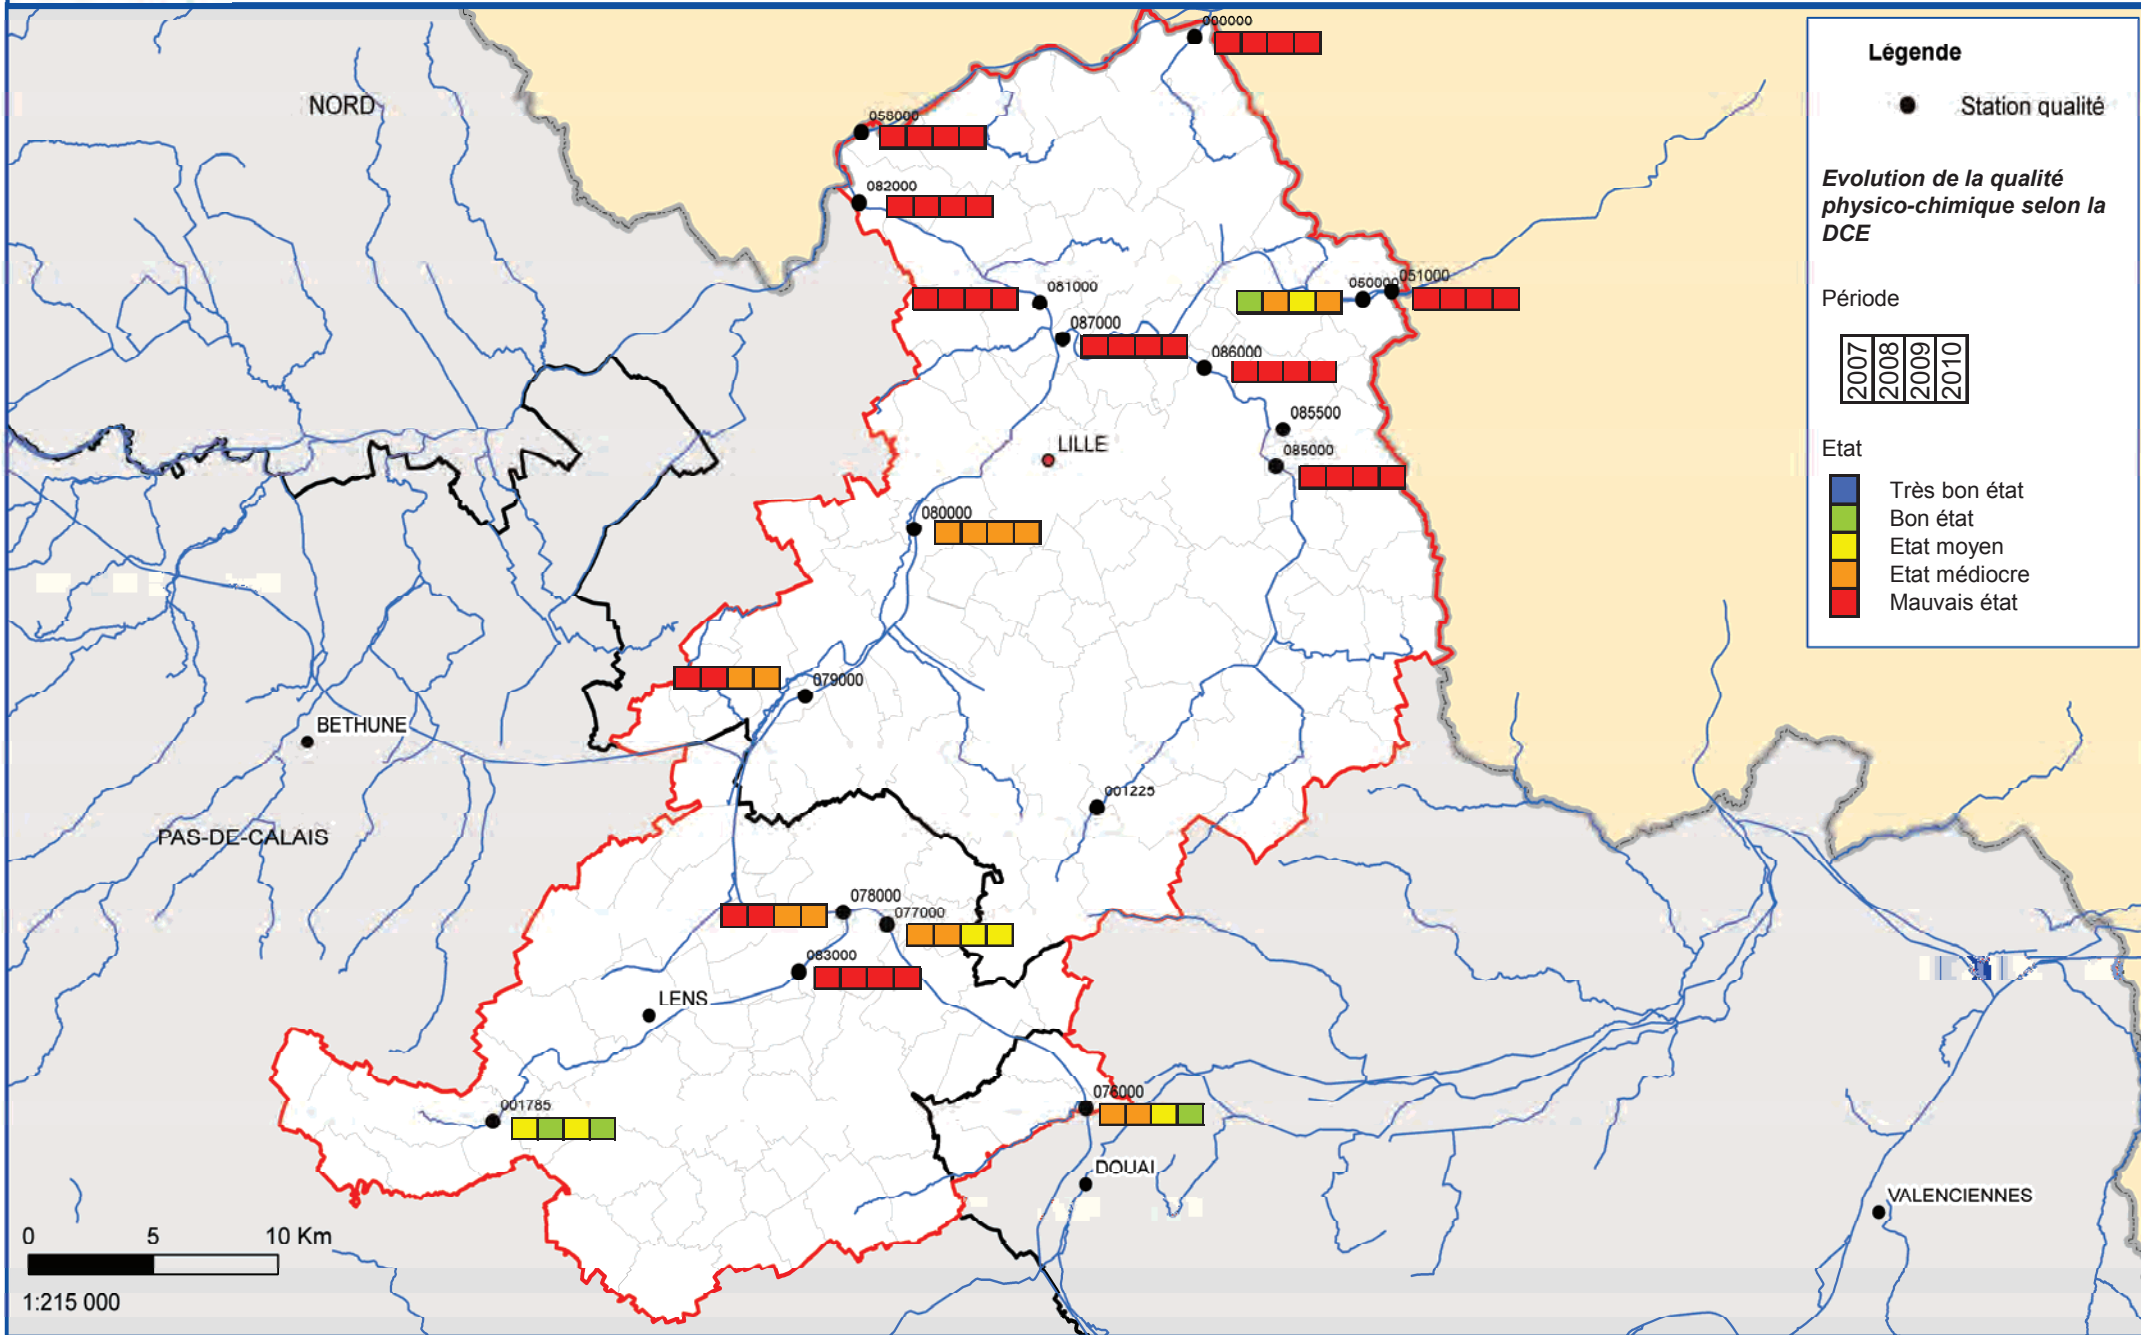 000000
NORD
058000
082000
081000
050000
051000
087000
086000
085500
085000
LILLE
080000
079000
BETHUNE
001225
PAS-DE-CALAIS
078000
077000
083000
LENS
076000
001785
DOUAI
VALENCIENNES
0 5 10 Km
1:215 000
Légende
Station qualité
Evolution de la qualité
physico-chimique selon la
DCE
Période
2007 2008 2009 2010
Etat
Très bon état
Bon état
Etat moyen
Etat médiocre
Mauvais état